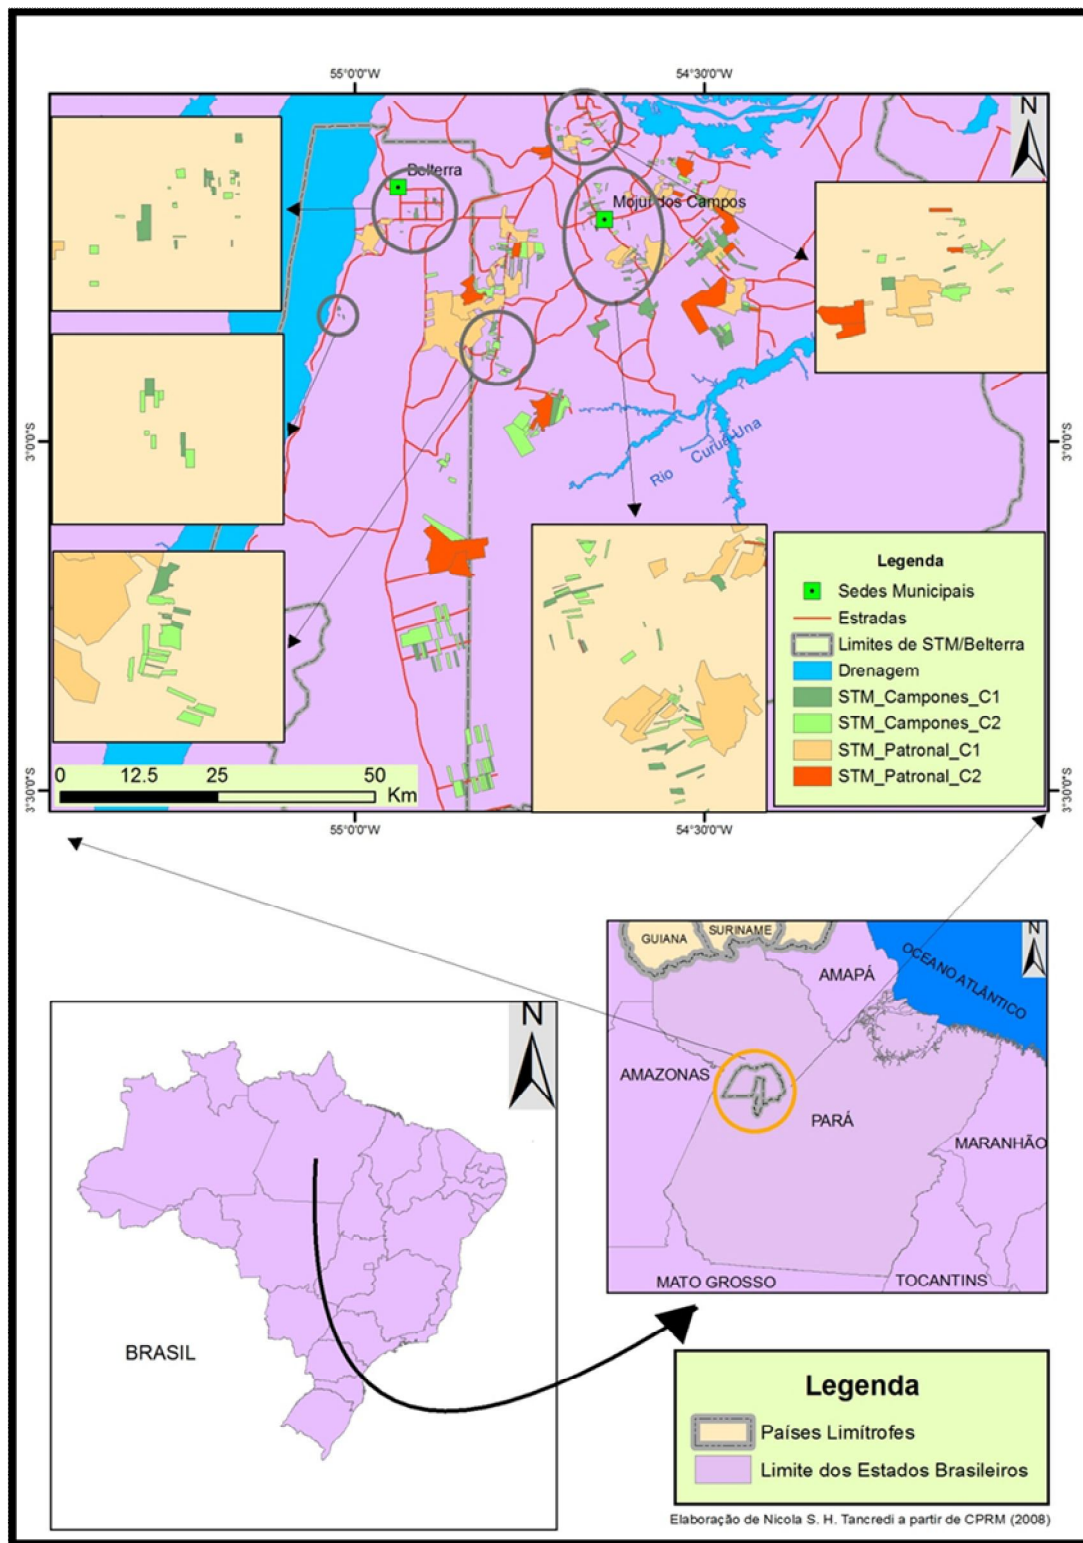 55°0'0"W
54°30'0"W
N
Belterra
Mojuí dos Campos
3°0'0"S
3°0'0"S
Rio Curuá-Una
Legenda
Sedes Municipais
Estradas
Limites de STM/Belterra
Drenagem
STM_Campones_C1
STM_Campones_C2
STM_Patronal_C1
STM_Patronal_C2
0 12.5 25 50
Km
3°30'0"S
3°30'0"S
55°0'0"W
54°30'0"W
GUIANA
SURINAME
N
AMAPÁ
OCEANO ATLÂNTICO
AMAZONAS
PARÁ
MARANHÃO
MATO GROSSO
TOCANTINS
N
BRASIL
Legenda
Países Limítrofes
Limite dos Estados Brasileiros
Elaboração de Nicola S. H. Tancredi a partir de CPRM (2008)